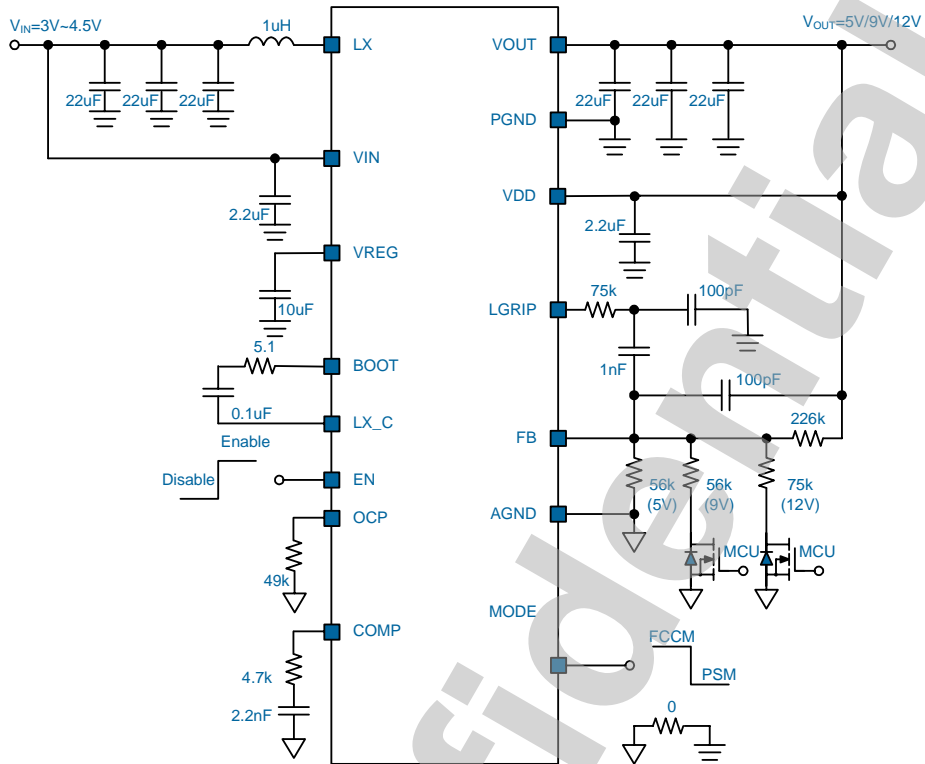 VIN=3V~4.5V
1uH
LX
VOUT
VOUT=5V/9V/12V
22uF
22uF
22uF
22uF
22uF
22uF
PGND
VIN
2.2uF
VDD
2.2uF
VREG
10uF
LGRIP
75k
100pF
1nF
100pF
5.1
BOOT
0.1uF
LX_C
226k
FB
Enable
Disable
EN
56k
(5V)
56k
(9V)
75k
(12V)
OCP
49k
AGND
MCU
MCU
MODE
COMP
4.7k
2.2nF
FCCM
PSM
0
fidential